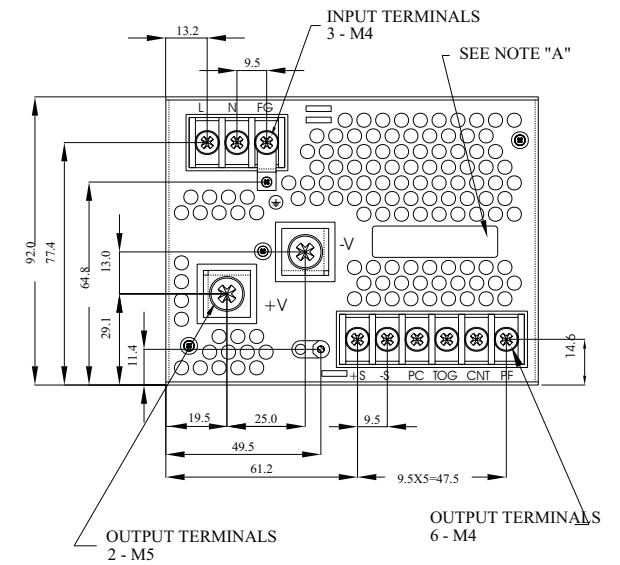 INPUT TERMINALS
3 - M4
13.2
9.5
SEE NOTE "A"
L N FG
92.0
77.4
64.8
13.0
29.1
11.4
-V
+V
14.6
+S -S PC TOG CNT PF
19.5
25.0
9.5
49.5
61.2
9.5X5=47.5
OUTPUT TERMINALS
2 - M5
OUTPUT TERMINALS
6 - M4